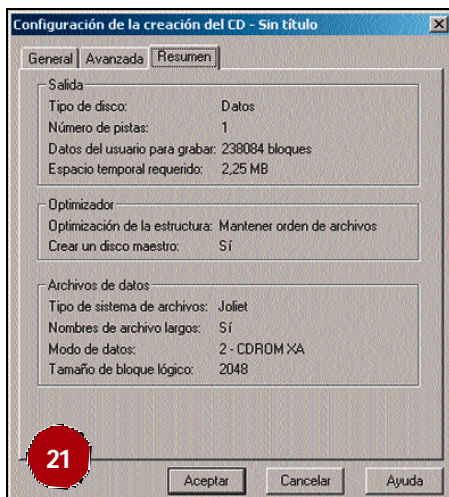 Configuración de la creación del CD - Sin título
General Avanzada Resumen
Salida
Tipo de disco: Datos
Número de pistas: 1
Datos del usuario para grabar: 238084 bloques
Espacio temporal requerido: 2,25 MB
Optimizador
Optimización de la estructura: Mantener orden de archivos
Crear un disco maestro: Sí
Archivos de datos
Tipo de sistema de archivos: Joliet
Nombres de archivo largos: Sí
Modo de datos: 2 - CDROM XA
Tamaño de bloque lógico: 2048
21
Aceptar Cancelar Ayuda